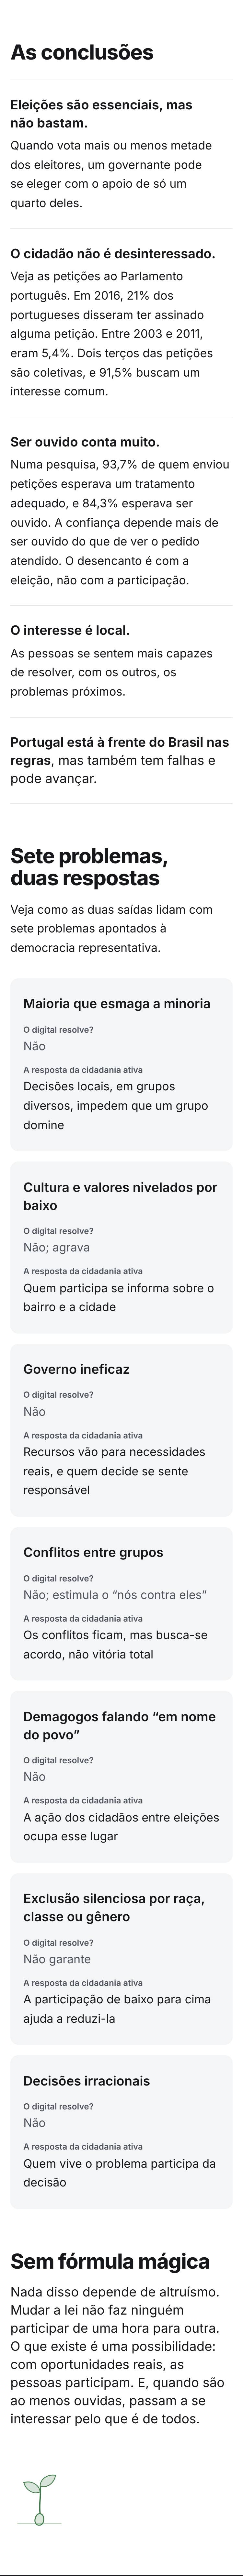 As conclusões
Eleições são essenciais, mas
não bastam.
Quando vota mais ou menos metade
dos eleitores, um governante pode
se eleger com o apoio de só um
quarto deles.
O cidadão não é desinteressado.
Veja as petições ao Parlamento
português. Em 2016, 21% dos
portugueses disseram ter assinado
alguma petição. Entre 2003 e 2011,
eram 5,4%. Dois terços das petições
são coletivas, e 91,5% buscam um
interesse comum.
Ser ouvido conta muito.
Numa pesquisa, 93,7% de quem enviou
petições esperava um tratamento
adequado, e 84,3% esperava ser
ouvido. A confiança depende mais de
ser ouvido do que de ver o pedido
atendido. O desencanto é com a
eleição, não com a participação.
O interesse é local.
As pessoas se sentem mais capazes
de resolver, com os outros, os
problemas próximos.
Portugal está à frente do Brasil nas
regras, mas também tem falhas e
pode avançar.
Sete problemas,
duas respostas
Veja como as duas saídas lidam com
sete problemas apontados à
democracia representativa.
Maioria que esmaga a minoria
O digital resolve?
Não
A resposta da cidadania ativa
Decisões locais, em grupos
diversos, impedem que um grupo
domine
Cultura e valores nivelados por
baixo
O digital resolve?
Não; agrava
A resposta da cidadania ativa
Quem participa se informa sobre o
bairro e a cidade
Governo ineficaz
O digital resolve?
Não
A resposta da cidadania ativa
Recursos vão para necessidades
reais, e quem decide se sente
responsável
Conflitos entre grupos
O digital resolve?
Não; estimula o “nós contra eles”
A resposta da cidadania ativa
Os conflitos ficam, mas busca-se
acordo, não vitória total
Demagogos falando “em nome
do povo”
O digital resolve?
Não
A resposta da cidadania ativa
A ação dos cidadãos entre eleições
ocupa esse lugar
Exclusão silenciosa por raça,
classe ou gênero
O digital resolve?
Não garante
A resposta da cidadania ativa
A participação de baixo para cima
ajuda a reduzi-la
Decisões irracionais
O digital resolve?
Não
A resposta da cidadania ativa
Quem vive o problema participa da
decisão
Sem fórmula mágica
Nada disso depende de altruísmo.
Mudar a lei não faz ninguém
participar de uma hora para outra.
O que existe é uma possibilidade:
com oportunidades reais, as
pessoas participam. E, quando são
ao menos ouvidas, passam a se
interessar pelo que é de todos.